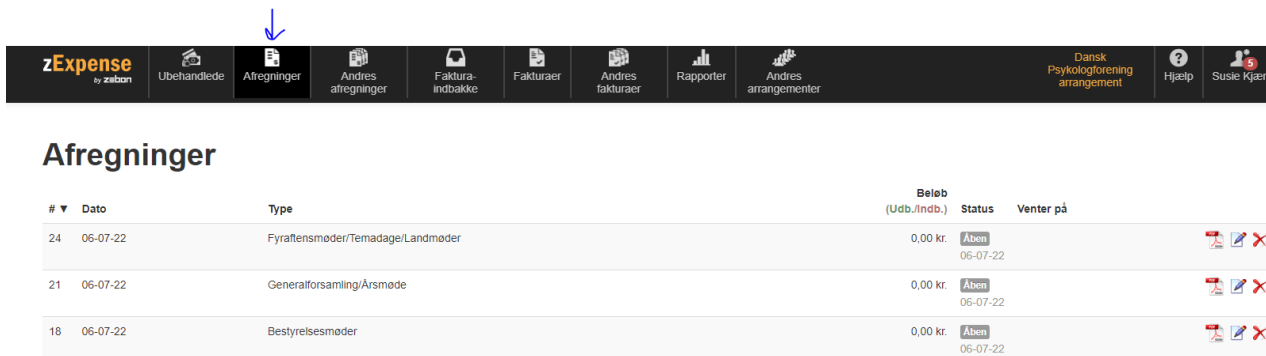 zExpense
by zebon
Ubehandlede
Afregninger
Andres
afregninger
Faktura-
indbakke
Fakturaer
Andres
fakturaer
Rapporter
Andres
arrangementer
Dansk
Psykologforening
arrangement
Hjælp
5
Susie Kjær
Afregninger
# ▼ Dato Type Beløb (Udb./Indb.) Status Venter på
24 06-07-22 Fyraftensmøder/Temadage/Landmøder 0,00 kr. Åben
06-07-22
21 06-07-22 Generalforsamling/Årsmøde 0,00 kr. Åben
06-07-22
18 06-07-22 Bestyrelsesmøder 0,00 kr. Åben
06-07-22